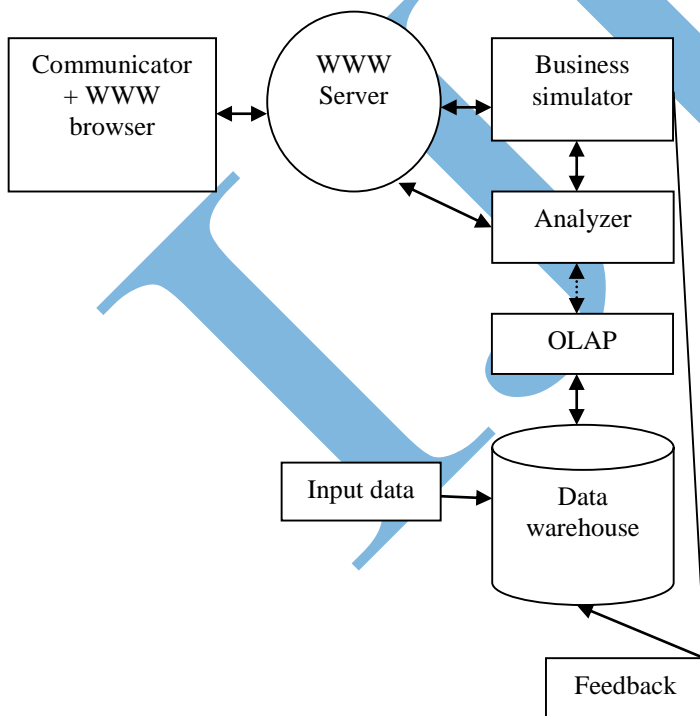 Communicator
+ WWW
browser
WWW
Server
Business
simulator
Analyzer
OLAP
Input data
Data
warehouse
Feedback